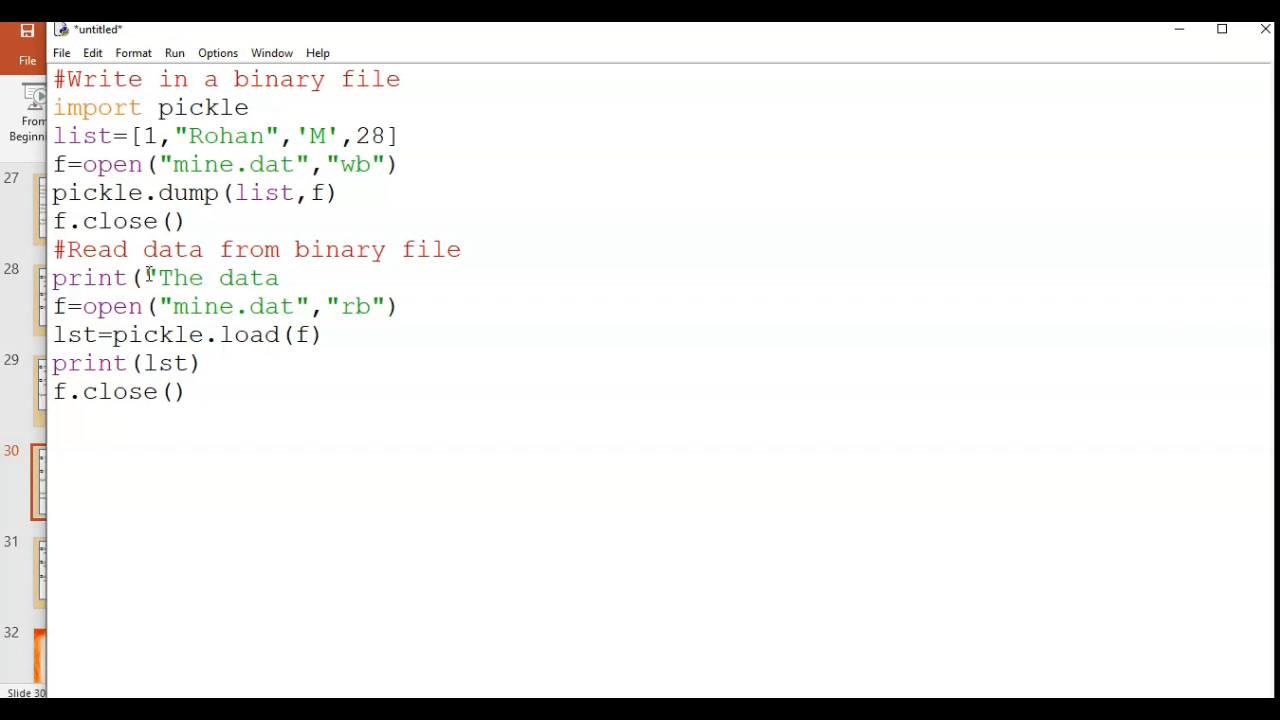 *untitled*
File Edit Format Run Options Window Help
File
From
Beginni
27
28
29
30
31
32
Slide 30
#Write in a binary file
import pickle
list=[1,"Rohan",'M',28]
f=open("mine.dat","wb")
pickle.dump(list,f)
f.close()
#Read data from binary file
print("The data
f=open("mine.dat","rb")
lst=pickle.load(f)
print(lst)
f.close()